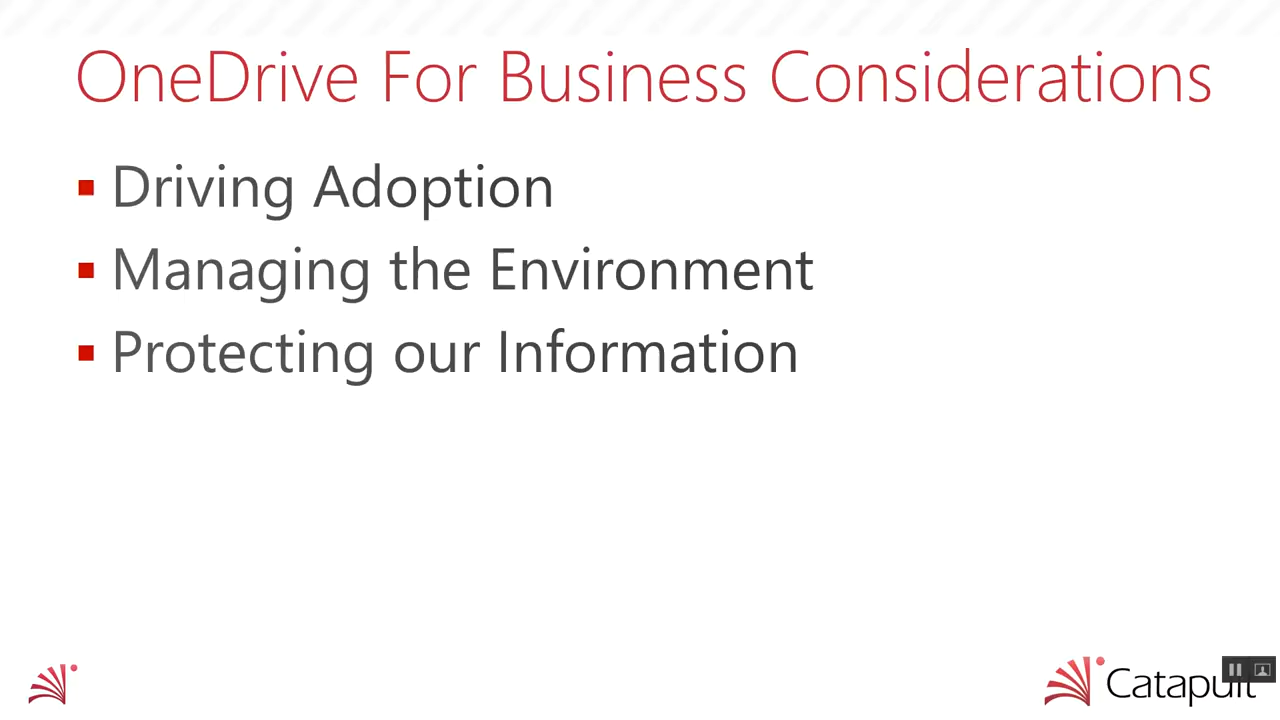 OneDrive For Business Considerations
Driving Adoption
Managing the Environment
Protecting our Information
Catapult